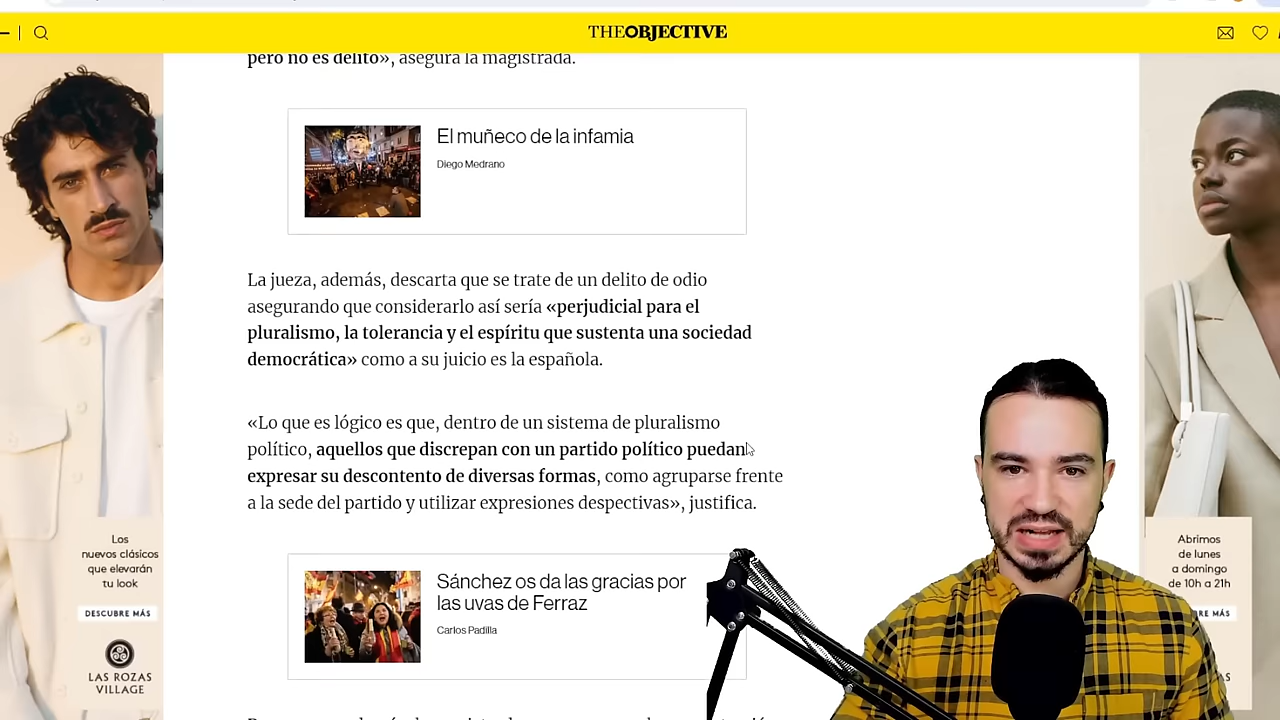 THEOBJECTIVE
pero no es delito», asegura la magistrada.
El muñeco de la infamia
Diego Medrano
La jueza, además, descarta que se trate de un delito de odio
asegurando que considerarlo así sería «perjudicial para el
pluralismo, la tolerancia y el espíritu que sustenta una sociedad
democrática» como a su juicio es la española.
«Lo que es lógico es que, dentro de un sistema de pluralismo
político, aquellos que discrepan con un partido político puedan
expresar su descontento de diversas formas, como agruparse frente
a la sede del partido y utilizar expresiones despectivas», justifica.
Sánchez os da las gracias por
las uvas de Ferraz
Carlos Padilla
Los
nuevos clásicos
que elevarán
tu look
DESCUBRE MÁS
LAS ROZAS
VILLAGE
Abrimos
de lunes
a domingo
de 10h a 21h
MÁS